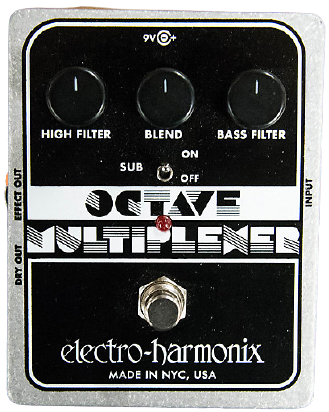 9V +
HIGH FILTER BLEND BASS FILTER
SUB ON
OFF
EFFECT OUT
DRY OUT
INPUT
OCTAVE
MULTIPLEXER
electro-harmonix
MADE IN NYC, USA